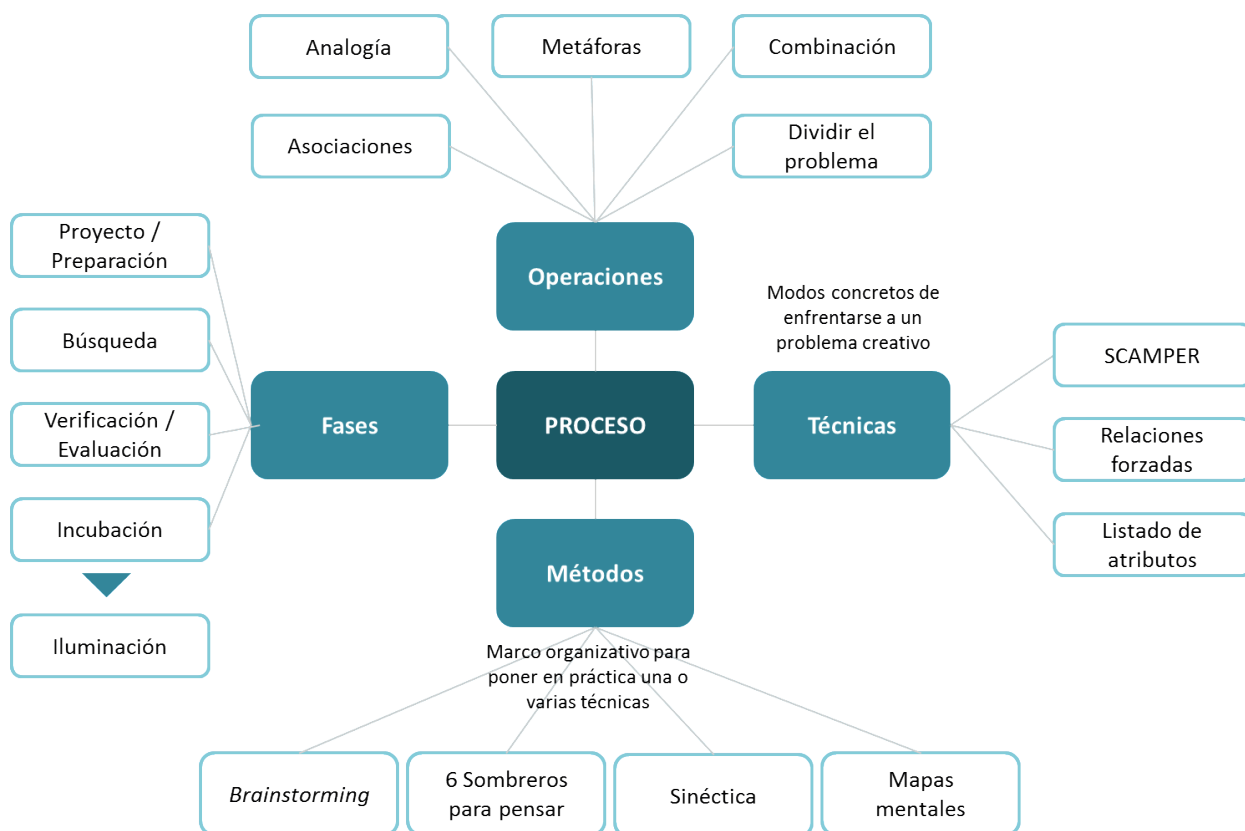 Analogía
Metáforas
Combinación
Asociaciones
Dividir el
problema
Operaciones
Proyecto /
Preparación
Búsqueda
Verificación /
Evaluación
Incubación
Iluminación
Fases
PROCESO
Modos concretos de
enfrentarse a un
problema creativo
Técnicas
SCAMPER
Relaciones
forzadas
Listado de
atributos
Métodos
Marco organizativo para
poner en práctica una o
varias técnicas
Brainstorming
6 Sombreros
para pensar
Sinéctica
Mapas
mentales